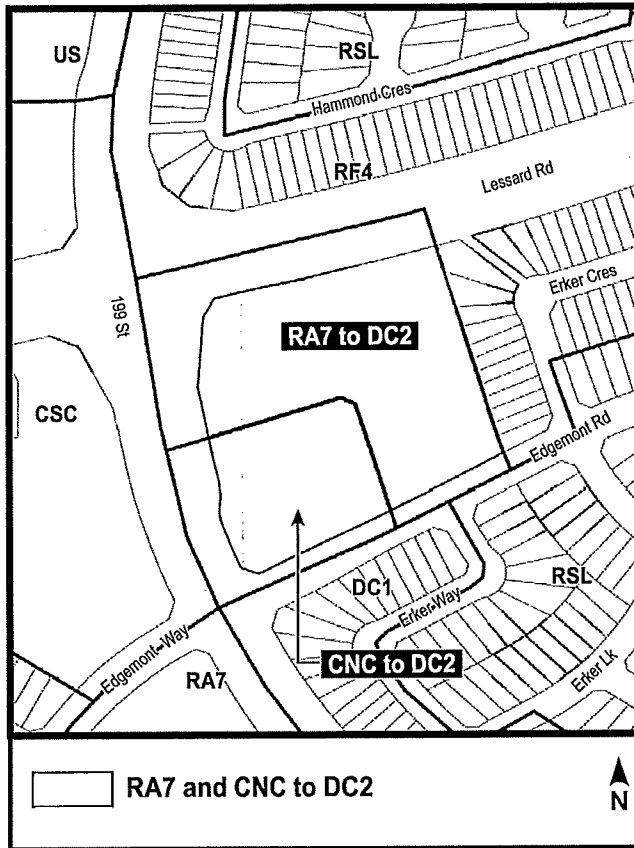 US
RSL
Hammond Cres
RF4
Lessard Rd
Erker Cres
199 St
RA7 to DC2
CSC
Edgemont Rd
DC1
RSL
Erker Way
CNC to DC2
Edgemont Way
RA7
Erker Lk
RA7 and CNC to DC2
N